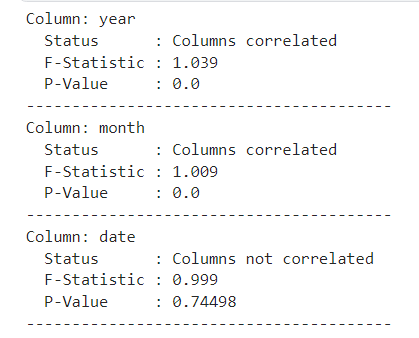 Column: year
  Status      : Columns correlated
  F-Statistic : 1.039
  P-Value     : 0.0
----------------------------------------
Column: month
  Status      : Columns correlated
  F-Statistic : 1.009
  P-Value     : 0.0
----------------------------------------
Column: date
  Status      : Columns not correlated
  F-Statistic : 0.999
  P-Value     : 0.74498
----------------------------------------